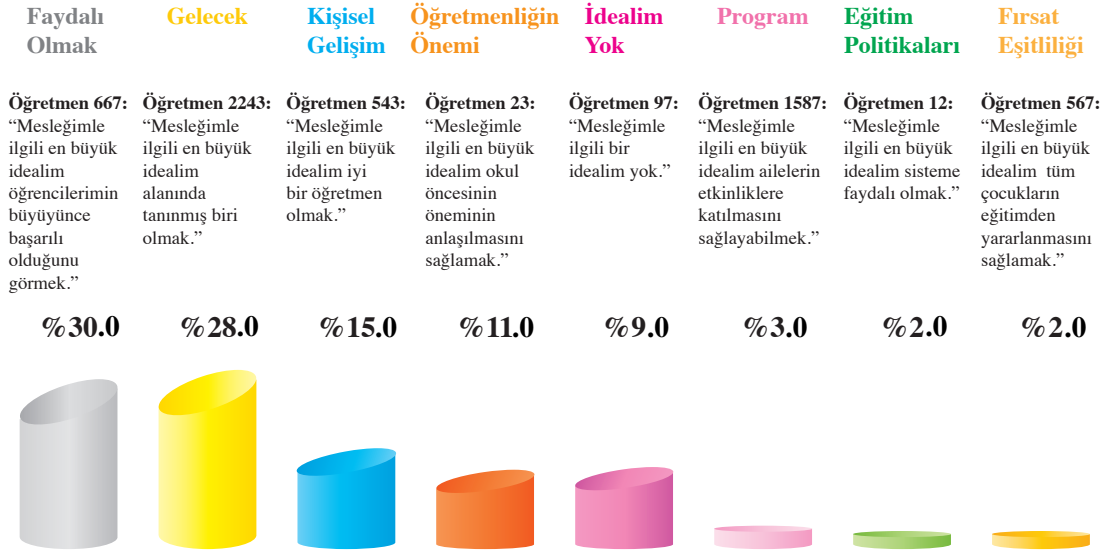 Faydalı
Olmak
Öğretmen 667:
“Mesleğimle
ilgili en büyük
idealim
öğrencilerimin
büyüyünce
başarılı
olduğunu
görmek.”
%30.0
Gelecek
Öğretmen 2243:
“Mesleğimle
ilgili en büyük
idealim
alanında
tanınmış biri
olmak.”
%28.0
Kişisel
Gelişim
Öğretmen 543:
“Mesleğimle
ilgili en büyük
idealim iyi
bir öğretmen
olmak.”
%15.0
Öğretmenliğin
Önemi
Öğretmen 23:
“Mesleğimle
ilgili en büyük
idealim okul
öncesinin
öneminin
anlaşılmasını
sağlamak.”
%11.0
İdealim
Yok
Öğretmen 97:
“Mesleğimle
ilgili bir
idealim yok.”
%9.0
Program
Öğretmen 1587:
“Mesleğimle
ilgili en büyük
idealim ailelerin
etkinliklere
katılmasını
sağlayabilmek.”
%3.0
Eğitim
Politikaları
Öğretmen 12:
“Mesleğimle
ilgili en büyük
idealim sisteme
faydalı olmak.”
%2.0
Fırsat
Eşitliliği
Öğretmen 567:
“Mesleğimle
ilgili en büyük
idealim tüm
çocukların
eğitimden
yararlanmasını
sağlamak.”
%2.0